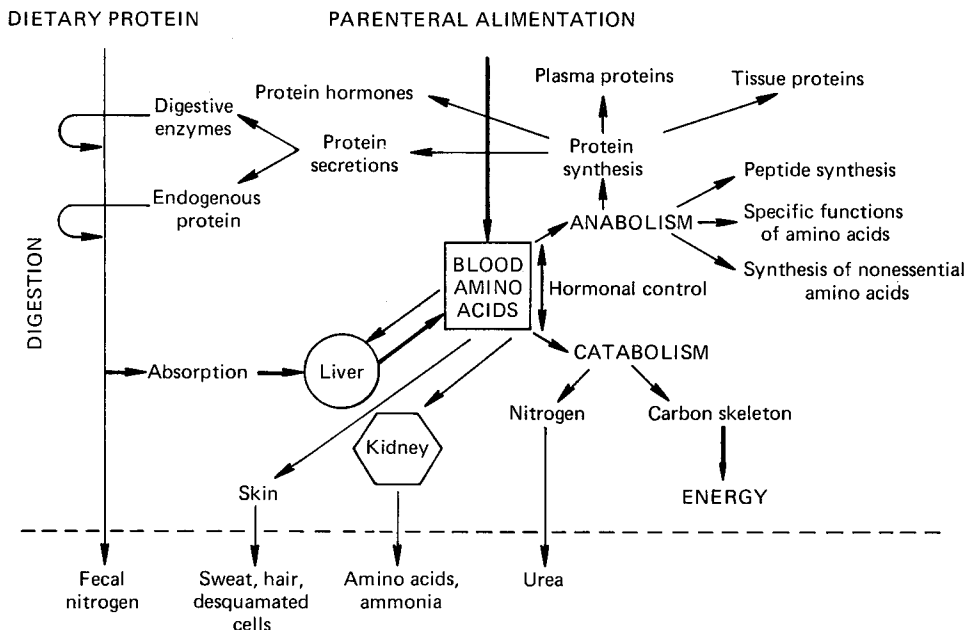 DIETARY PROTEIN
PARENTERAL ALIMENTATION
Plasma proteins
Tissue proteins
Protein hormones
Digestive
enzymes
Protein
secretions
Protein
synthesis
Peptide synthesis
Endogenous
protein
ANABOLISM
Specific functions
of amino acids
Synthesis of nonessential
amino acids
BLOOD
AMINO
ACIDS
Hormonal control
DIGESTION
Absorption
Liver
CATABOLISM
Nitrogen
Carbon skeleton
Kidney
Skin
ENERGY
Fecal
nitrogen
Sweat, hair,
desquamated
cells
Amino acids,
ammonia
Urea